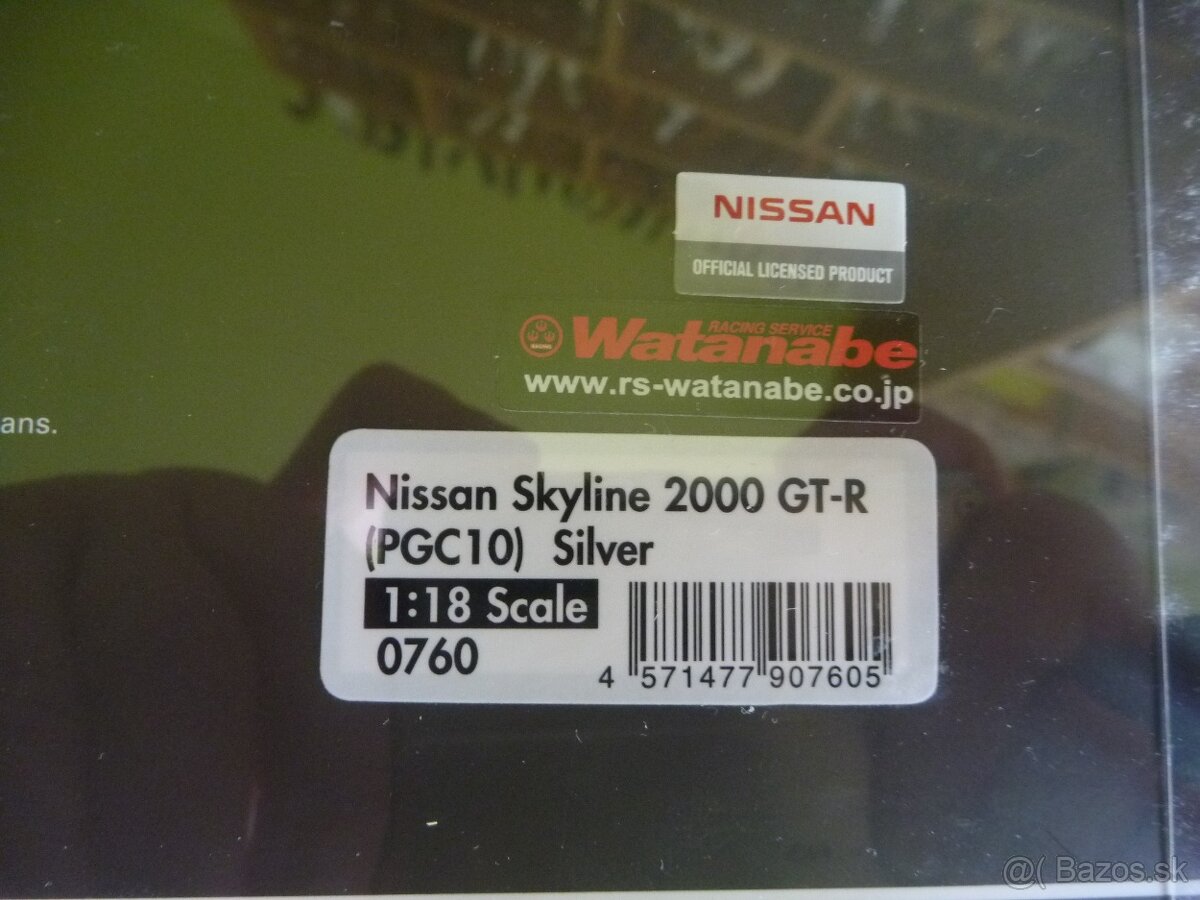 NISSAN
OFFICIAL LICENSED PRODUCT
RACING SERVICE
Watanabe
www.rs-watanabe.co.jp
ans.
Nissan Skyline 2000 GT-R
(PGC10) Silver
1:18 Scale
0760
4 571477 907605
@( Bazos.sk